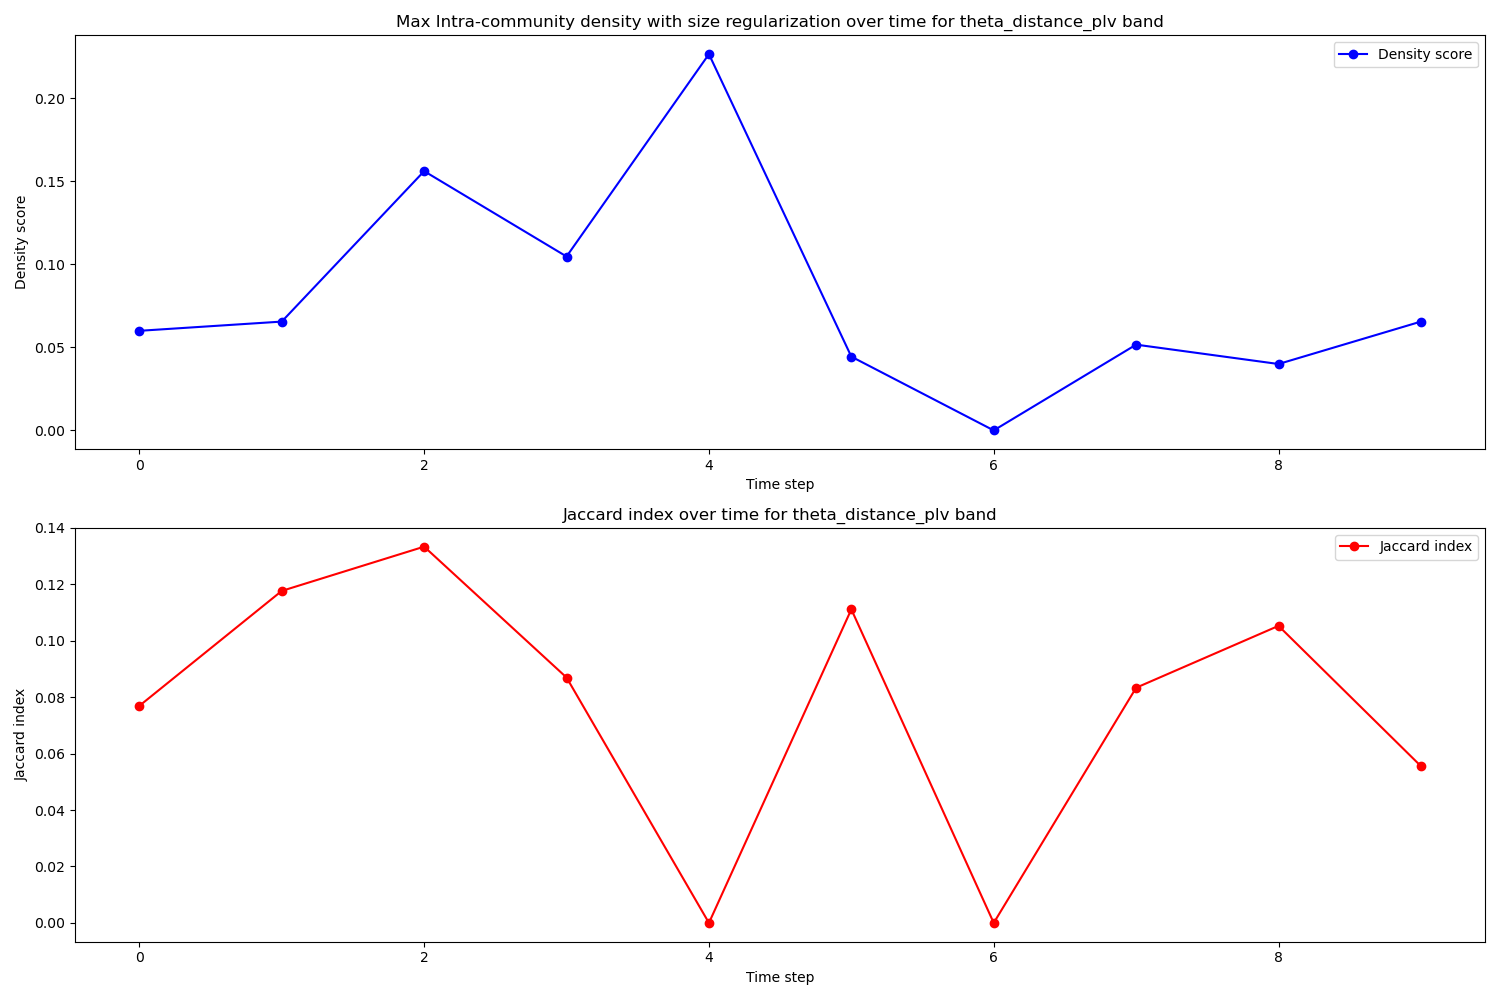 Max Intra-community density with size regularization over time for theta_distance_plv band
Density score
0.20
0.15
0.10
0.05
0.00
Density score
0 2 4 6 8
Time step
Jaccard index over time for theta_distance_plv band
Jaccard index
0.14
0.12
0.10
0.08
0.06
0.04
0.02
0.00
Jaccard index
0 2 4 6 8
Time step